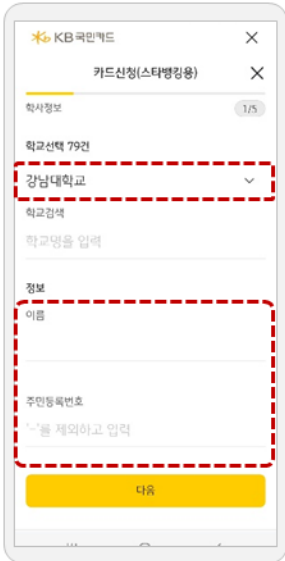 KB국민카드
카드신청(스타뱅킹용)
학사정보
1/5
학교선택 79건
강남대학교
학교검색
학교명을 입력
정보
이름
주민등록번호
'-'를 제외하고 입력
다음